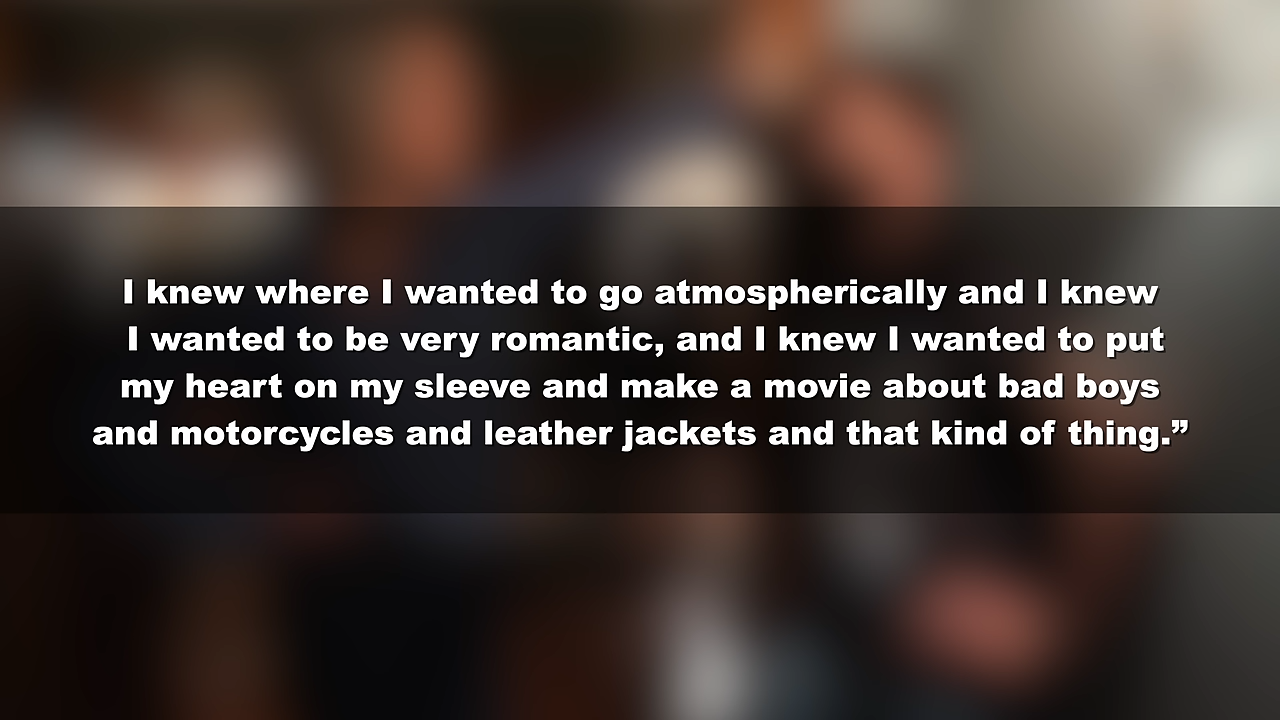 I knew where I wanted to go atmospherically and I knew
I wanted to be very romantic, and I knew I wanted to put
my heart on my sleeve and make a movie about bad boys
and motorcycles and leather jackets and that kind of thing.”